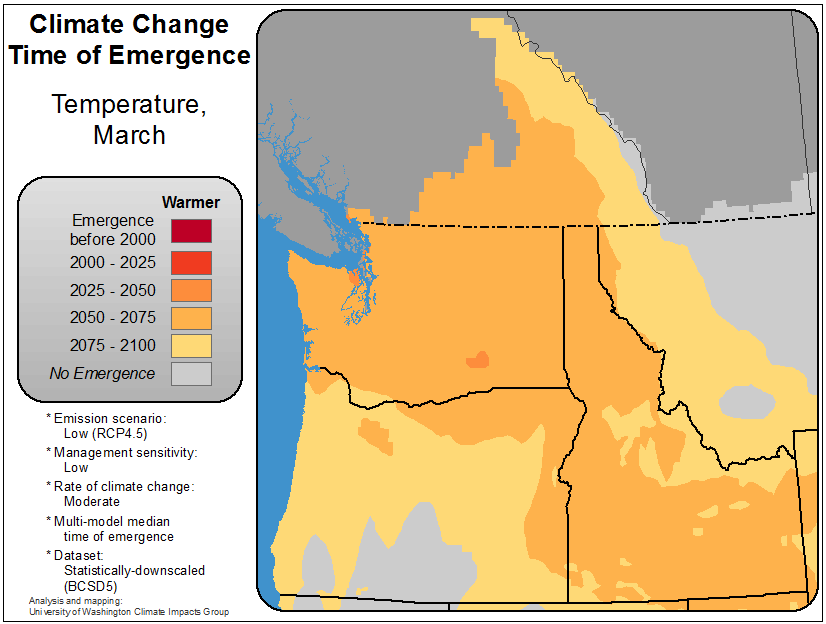 Climate Change
Time of Emergence
Temperature,
March
Warmer
Emergence
before 2000
2000 - 2025
2025 - 2050
2050 - 2075
2075 - 2100
No Emergence
* Emission scenario:
Low (RCP4.5)
* Management sensitivity:
Low
* Rate of climate change:
Moderate
* Multi-model median
time of emergence
* Dataset:
Statistically-downscaled
(BCSD5)
Analysis and mapping:
University of Washington Climate Impacts Group